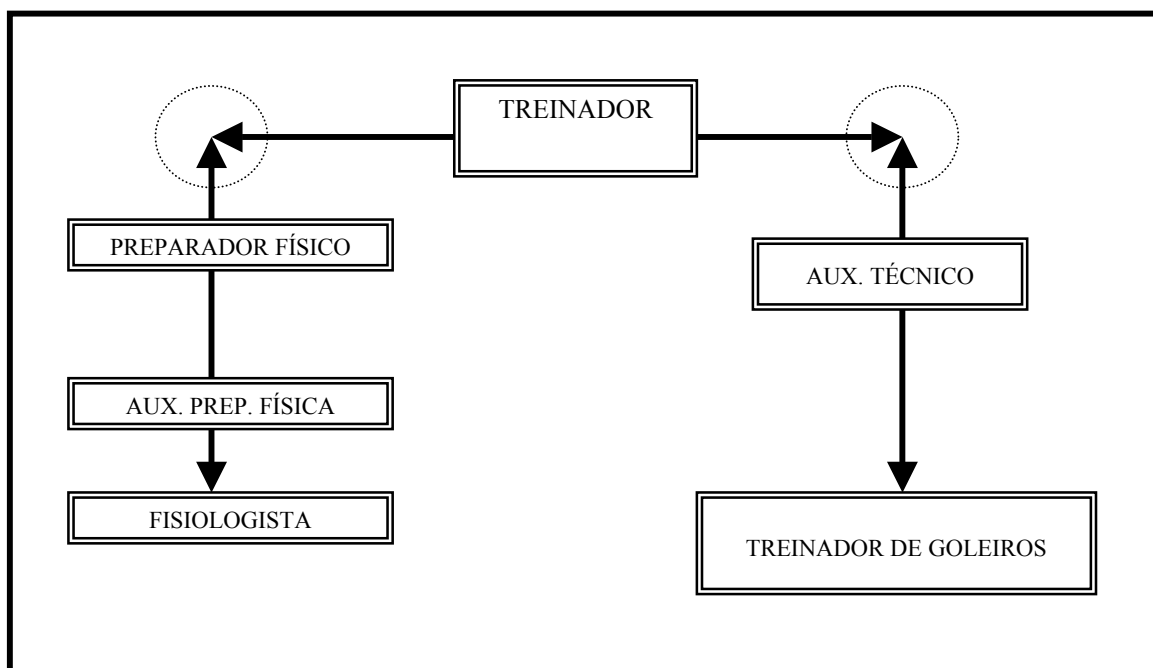 TREINADOR
PREPARADOR FÍSICO
AUX. TÉCNICO
AUX. PREP. FÍSICA
FISIOLOGISTA
TREINADOR DE GOLEIROS